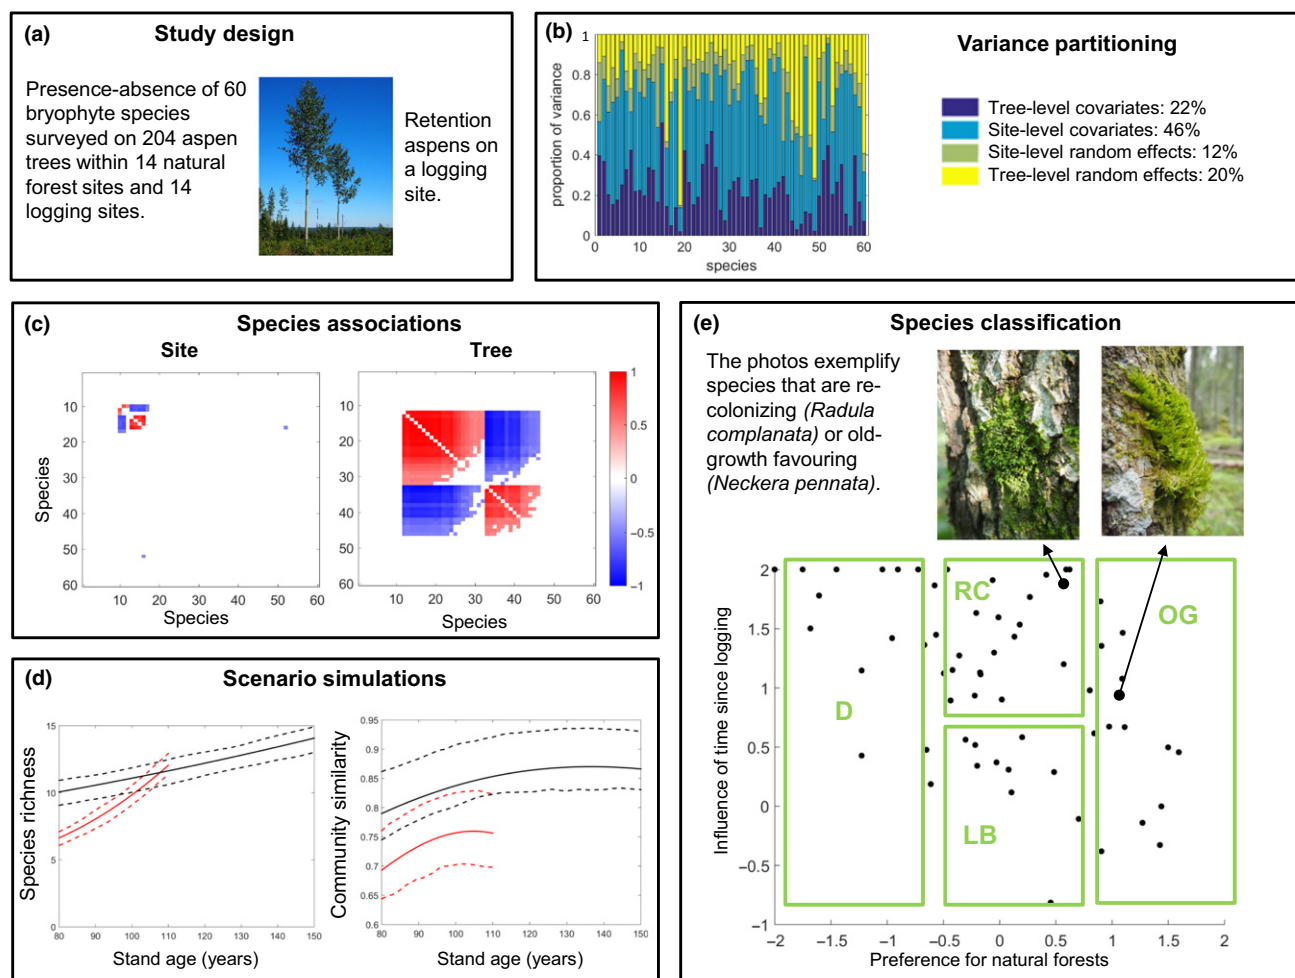 (a)
Study design
Presence-absence of 60
bryophyte species
surveyed on 204 aspen
trees within 14 natural
forest sites and 14
logging sites.
Retention
aspens on
a logging
site.
(b)
Variance partitioning
proportion of variance
1
0.8
0.6
0.4
0.2
0
0 10 20 30 40 50 60
species
Tree-level covariates: 22%
Site-level covariates: 46%
Site-level random effects: 12%
Tree-level random effects: 20%
(c)
Species associations
Site
Species
10
20
30
40
50
60
10 20 30 40 50 60
Species
Tree
10
20
30
40
50
60
10 20 30 40 50 60
Species
1
0.5
0
−0.5
−1
(d)
Scenario simulations
Species richness
15
10
5
0
80 90 100 110 120 130 140 150
Stand age (years)
Community similarity
0.95
0.9
0.85
0.8
0.75
0.7
0.65
0.6
80 90 100 110 120 130 140 150
Stand age (years)
(e)
Species classification
The photos exemplify
species that are re-
colonizing (Radula
complanata) or old-
growth favouring
(Neckera pennata).
Influence of time since logging
2
1.5
1
0.5
0
−0.5
−1
D
RC
LB
OG
−2 −1.5 −1 −0.5 0 0.5 1 1.5 2
Preference for natural forests